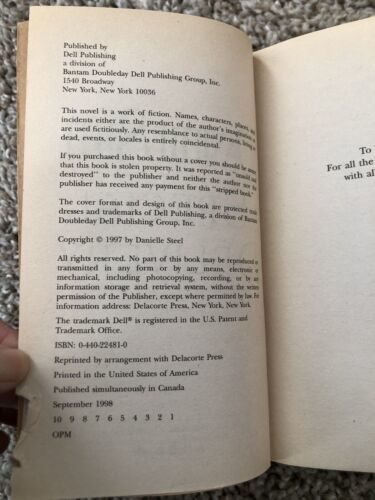 Published by
Dell Publishing
a division of
Bantam Doubleday Dell Publishing Group, Inc.
1540 Broadway
New York, New York 10036
This novel is a work of fiction. Names, characters, places, and
incidents either are the product of the author's imagination or
are used fictitiously. Any resemblance to actual persons, living or
dead, events, or locales is entirely coincidental.
If you purchased this book without a cover you should be aware
that this book is stolen property. It was reported as "unsold and
destroyed" to the publisher and neither the author nor the
publisher has received any payment for this "stripped book."
The cover format and design of this book are protected trade
dresses and trademarks of Dell Publishing, a division of Bantam
Doubleday Dell Publishing Group, Inc.
Copyright © 1997 by Danielle Steel
All rights reserved. No part of this book may be reproduced or
transmitted in any form or by any means, electronic or
mechanical, including photocopying, recording, or by any
information storage and retrieval system, without the written
permission of the Publisher, except where permitted by law. For
information address: Delacorte Press, New York, New York
The trademark Dell® is registered in the U.S. Patent and
Trademark Office.
ISBN: 0-440-22481-0
Reprinted by arrangement with Delacorte Press
Printed in the United States of America
Published simultaneously in Canada
September 1998
10 9 8 7 6 5 4 3 2 1
OPM
To
For all the
with al